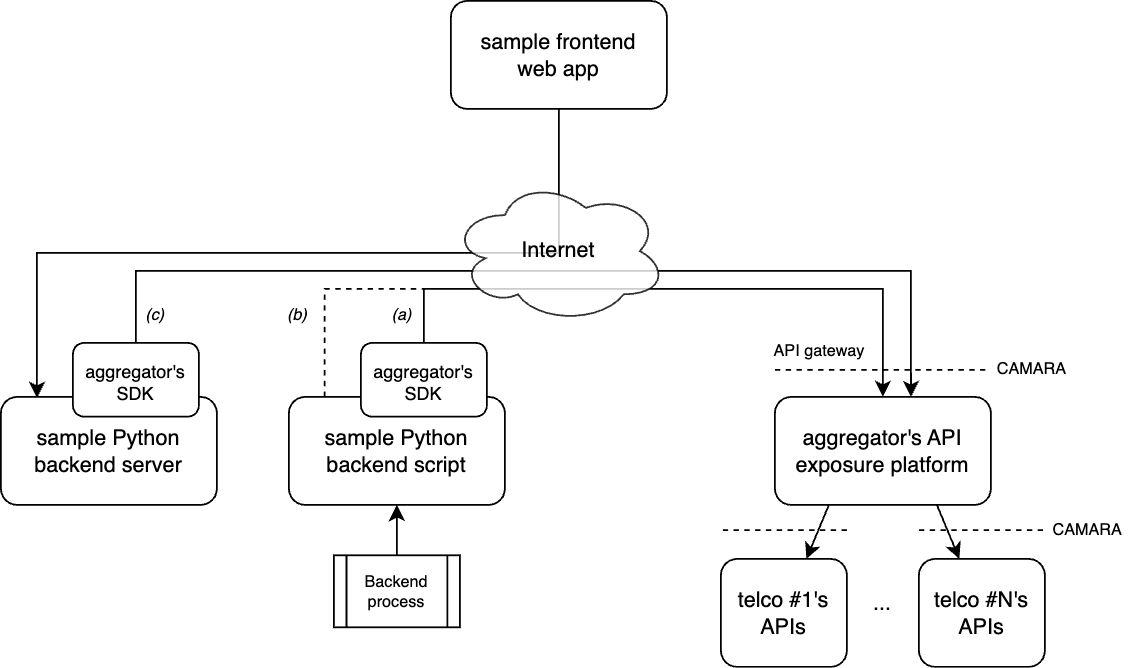 sample frontend
web app
Internet
(c)
(b)
(a)
API gateway
CAMARA
aggregator's
SDK
aggregator's
SDK
sample Python
backend server
sample Python
backend script
aggregator's API
exposure platform
CAMARA
Backend
process
telco #1's
APIs
...
telco #N's
APIs